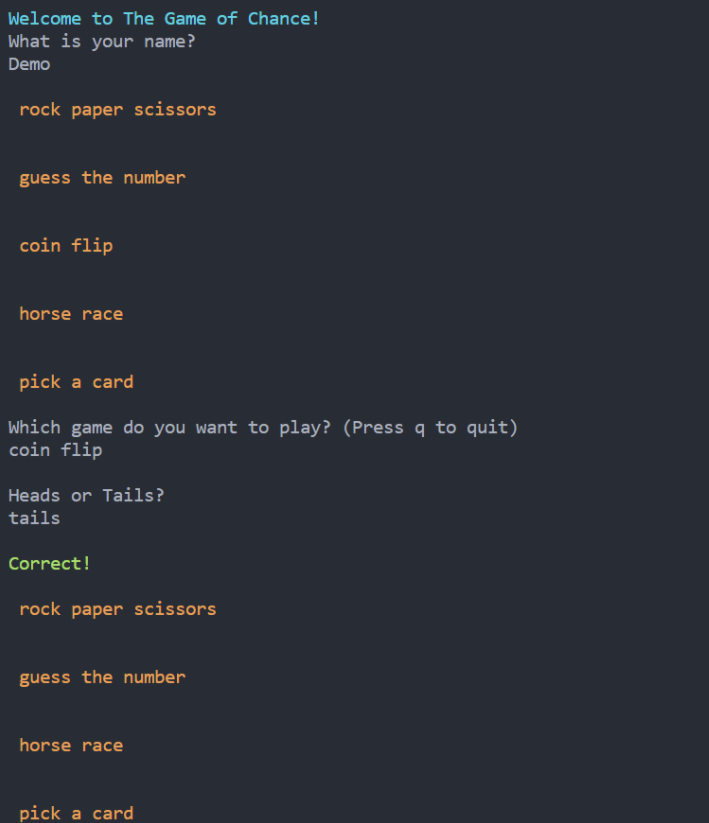 Welcome to The Game of Chance!
What is your name?
Demo
rock paper scissors
guess the number
coin flip
horse race
pick a card
Which game do you want to play? (Press q to quit)
coin flip
Heads or Tails?
tails
Correct!
rock paper scissors
guess the number
horse race
pick a card